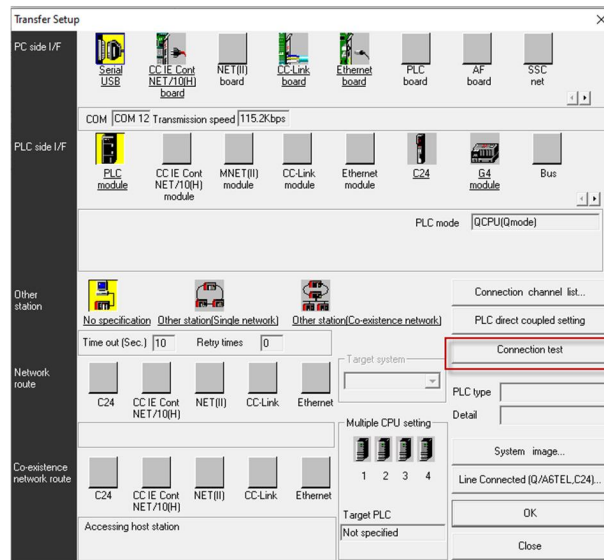 Transfer Setup
PC side I/F
Serial USB
CC IE Cont NET/10(H) board
NET(II) board
CC-Link board
Ethernet board
PLC board
AF board
SSC net
COM COM 12 Transmission speed 115.2Kbps
PLC side I/F
PLC module
CC IE Cont NET/10(H) module
MNET(II) module
CC-Link module
Ethernet module
C24
G4 module
Bus
PLC mode QCPU(Qmode)
Other station
No specification
Other station(Single network)
Other station(Co-existence network)
Time out (Sec.) 10 Retry times 0
Connection channel list...
PLC direct coupled setting
Connection test
Target system
PLC type
Detail
Network route
C24
CC IE Cont NET/10(H)
NET(II)
CC-Link
Ethernet
Multiple CPU setting
1 2 3 4
Target PLC
Not specified
System image...
Line Connected (Q/A6TEL,C24)...
OK
Close
Co-existence network route
C24
CC IE Cont NET/10(H)
NET(II)
CC-Link
Ethernet
Accessing host station